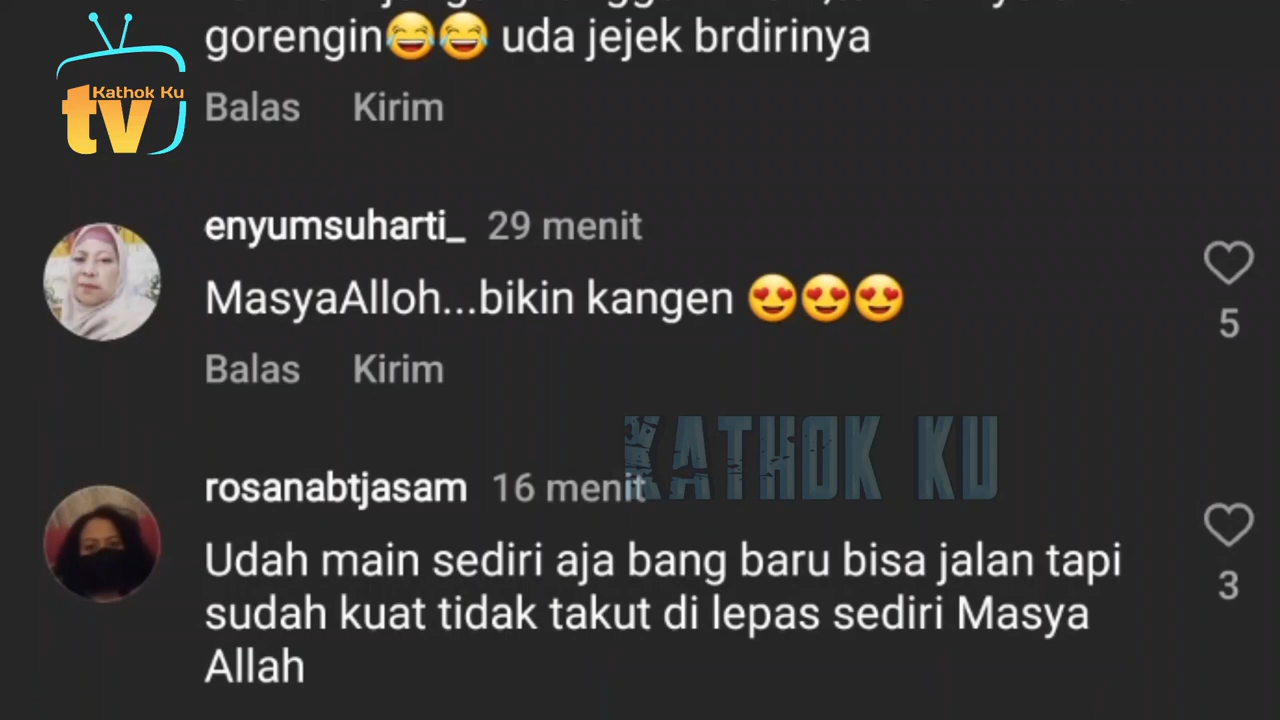 gorengin😂😂 uda jejek brdirinya
Kathok Ku
tv
Balas Kirim
enyumsuharti_ 29 menit
MasyaAlloh...bikin kangen 😍😍😍
5
Balas Kirim
KATHOK KU
rosanabtjasam 16 menit
Udah main sediri aja bang baru bisa jalan tapi
sudah kuat tidak takut di lepas sediri Masya
3
Allah